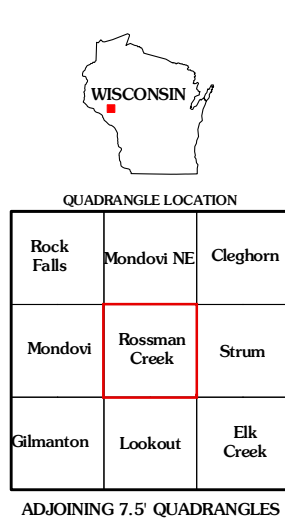 WISCONSIN
QUADRANGLE LOCATION
Rock
Falls
Mondovi NE
Cleghorn
Mondovi
Rossman
Creek
Strum
Gilmanton
Lookout
Elk
Creek
ADJOINING 7.5' QUADRANGLES